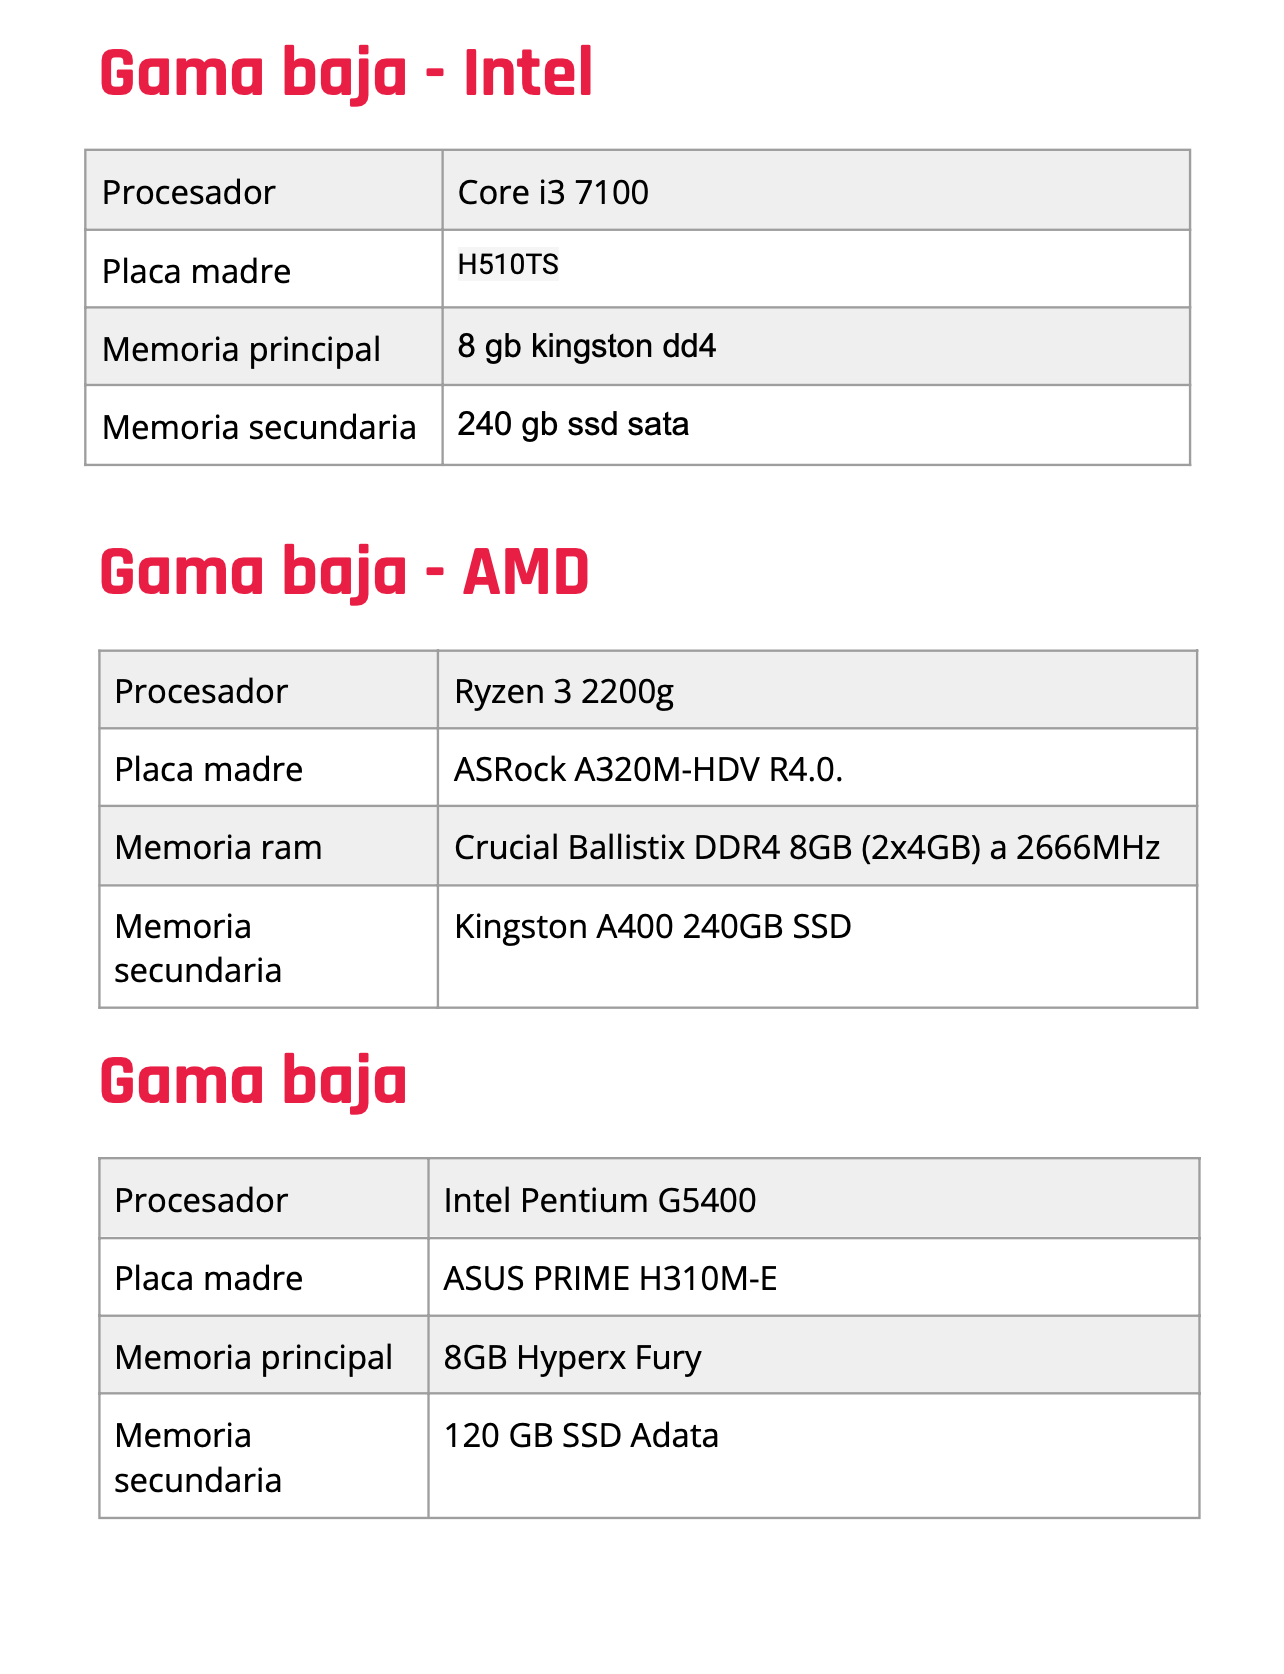 Gama baja - Intel
Procesador Core i3 7100
Placa madre H510TS
Memoria principal 8 gb kingston dd4
Memoria secundaria 240 gb ssd sata
Gama baja - AMD
Procesador Ryzen 3 2200g
Placa madre ASRock A320M-HDV R4.0.
Memoria ram Crucial Ballistix DDR4 8GB (2x4GB) a 2666MHz
Memoria Kingston A400 240GB SSD
secundaria
Gama baja
Procesador Intel Pentium G5400
Placa madre ASUS PRIME H310M-E
Memoria principal 8GB Hyperx Fury
Memoria 120 GB SSD Adata
secundaria